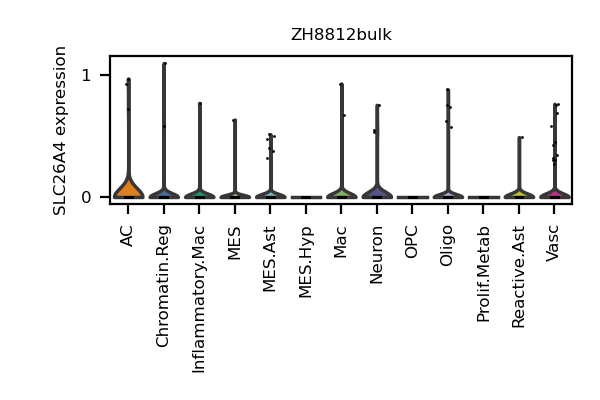 ZH8812bulk
SLC26A4 expression
1
0
AC
Chromatin.Reg
Inflammatory.Mac
MES
MES.Ast
MES.Hyp
Mac
Neuron
OPC
Oligo
Prolif.Metab
Reactive.Ast
Vasc